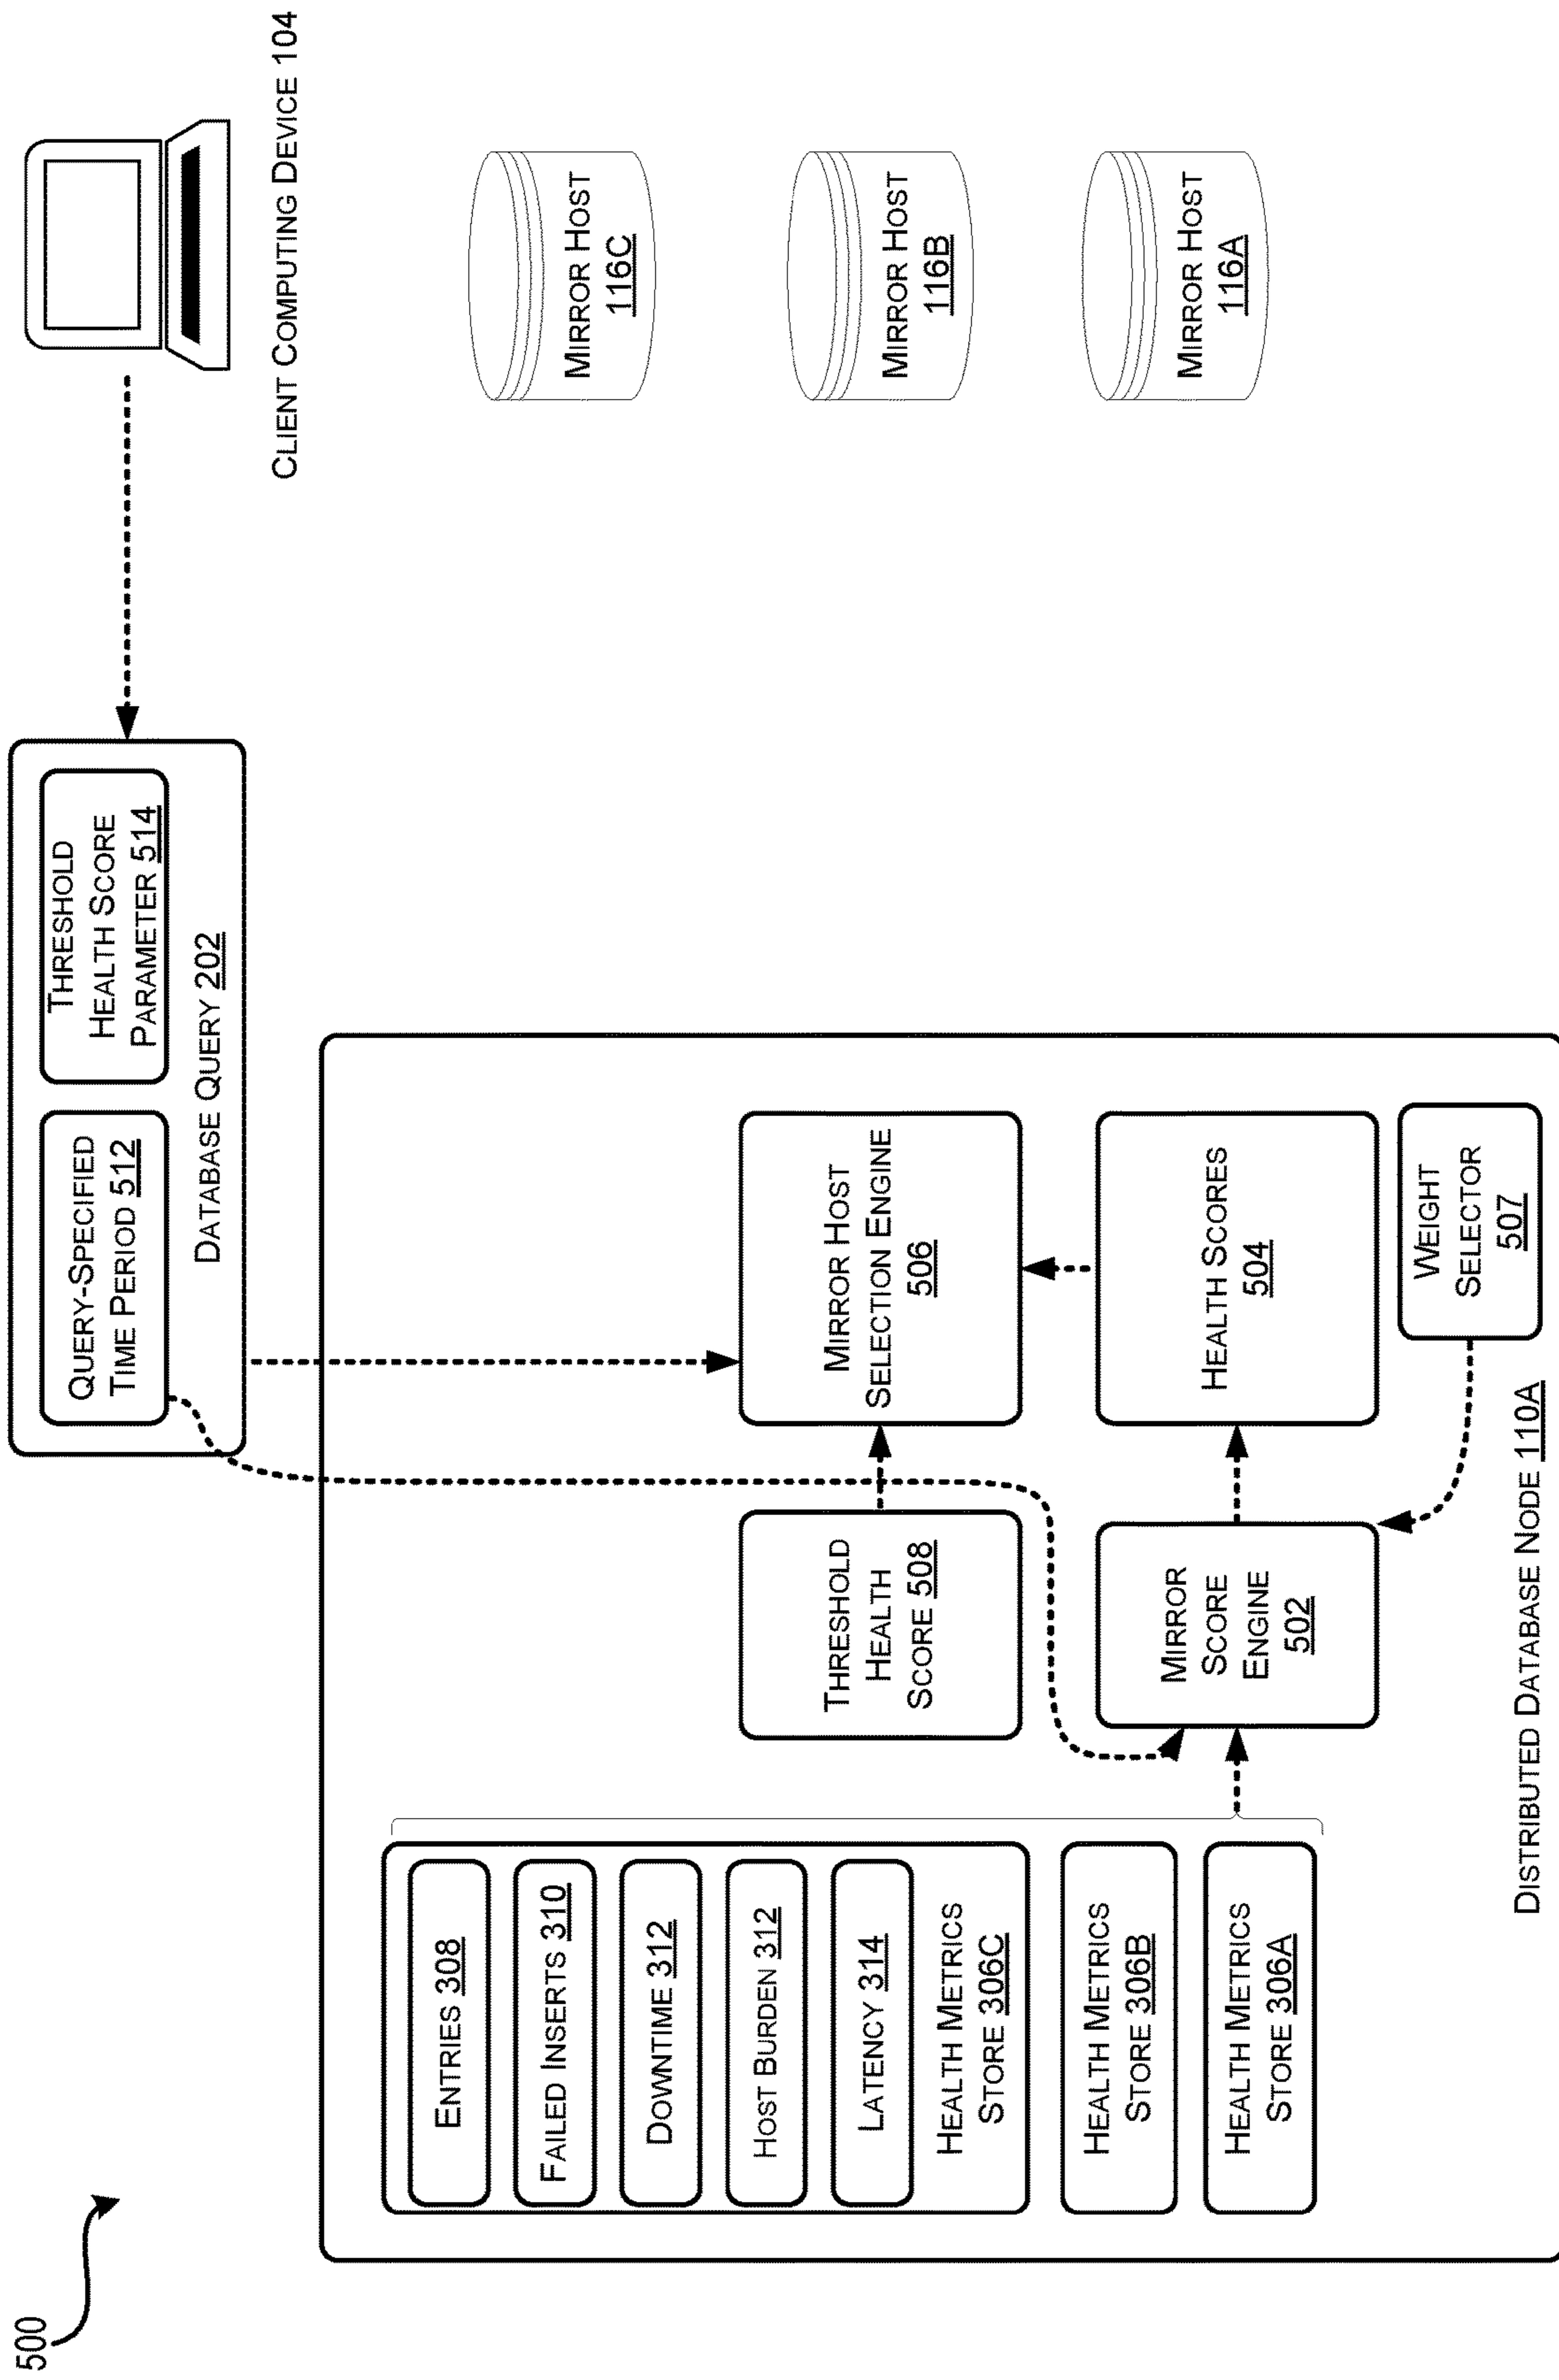 500
QUERY-SPECIFIED
TIME PERIOD 512
THRESHOLD
HEALTH SCORE
PARAMETER 514
DATABASE QUERY 202
CLIENT COMPUTING DEVICE 104
ENTRIES 308
FAILED INSERTS 310
DOWNTIME 312
HOST BURDEN 312
LATENCY 314
HEALTH METRICS
STORE 306C
HEALTH METRICS
STORE 306B
HEALTH METRICS
STORE 306A
THRESHOLD
HEALTH
SCORE 508
MIRROR HOST
SELECTION ENGINE
506
MIRROR
SCORE
ENGINE
502
HEALTH SCORES
504
WEIGHT
SELECTOR
507
DISTRIBUTED DATABASE NODE 110A
MIRROR HOST
116C
MIRROR HOST
116B
MIRROR HOST
116A